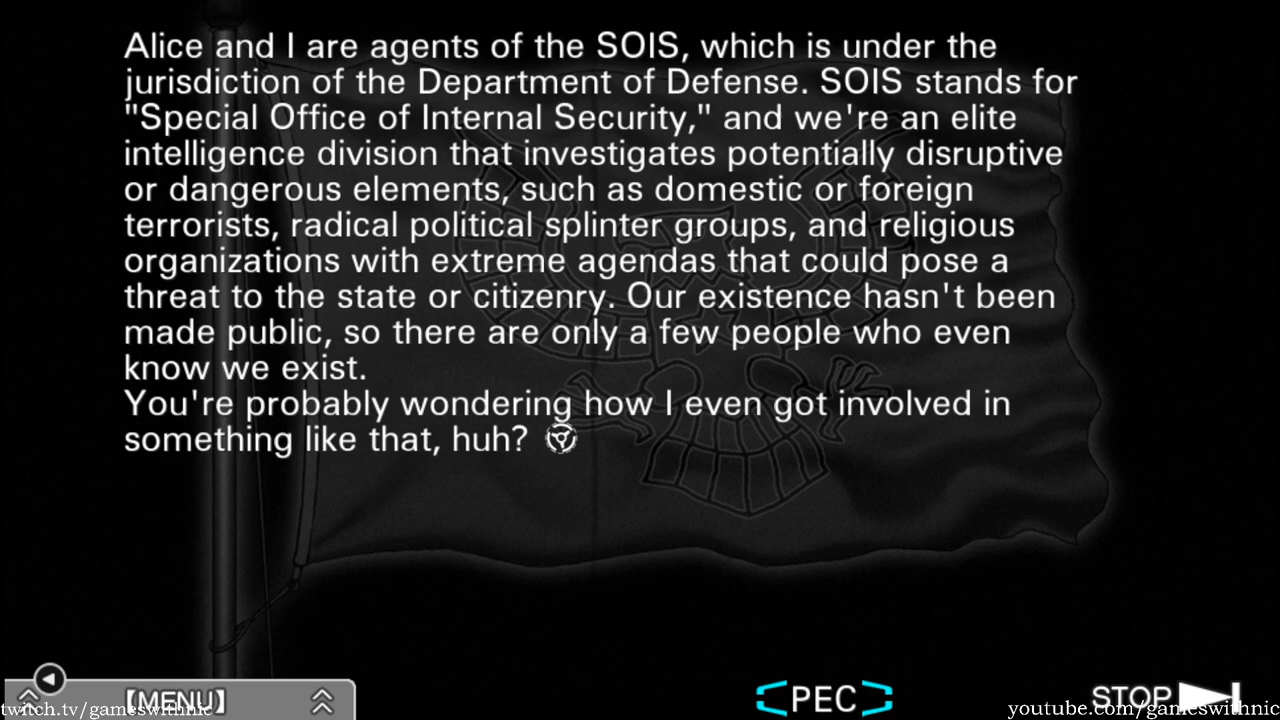 Alice and I are agents of the SOIS, which is under the
jurisdiction of the Department of Defense. SOIS stands for
"Special Office of Internal Security," and we're an elite
intelligence division that investigates potentially disruptive
or dangerous elements, such as domestic or foreign
terrorists, radical political splinter groups, and religious
organizations with extreme agendas that could pose a
threat to the state or citizenry. Our existence hasn't been
made public, so there are only a few people who even
know we exist.
You're probably wondering how I even got involved in
something like that, huh?
【MENU】
PEC
STOP
twitch.tv/gameswithnic
youtube.com/gameswithnic